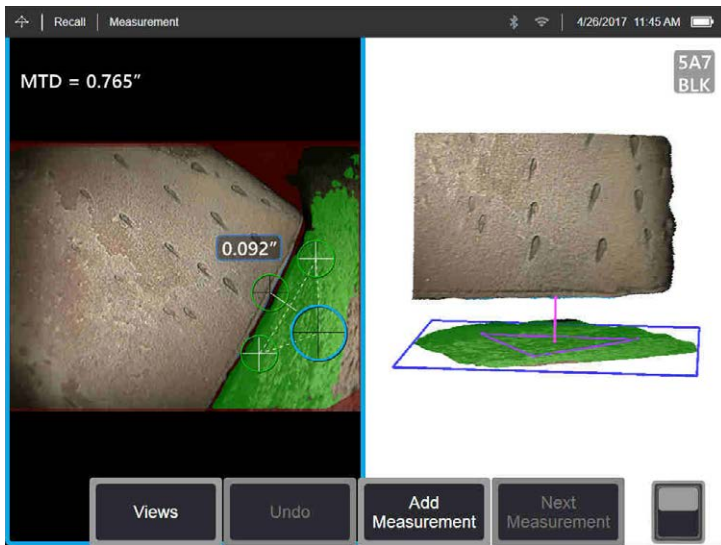 Recall Measurement 4/26/2017 11:45 AM
MTD = 0.765"
5A7
BLK
0.092"
Views
Undo
Add
Measurement
Next
Measurement